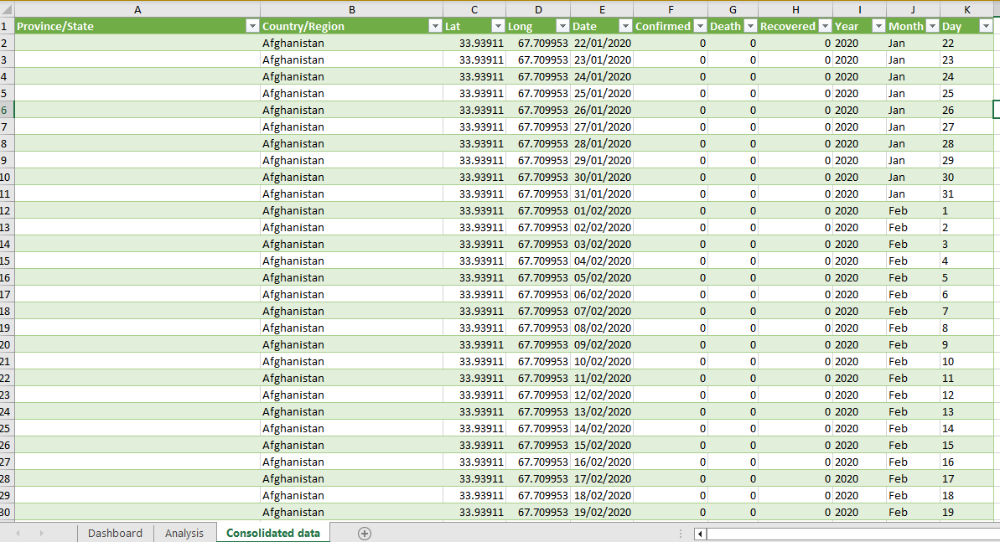 A B C D E F G H I J K
1 Province/State Country/Region Lat Long Date Confirmed Death Recovered Year Month Day
2 Afghanistan 33.93911 67.709953 22/01/2020 0 0 0 2020 Jan 22
3 Afghanistan 33.93911 67.709953 23/01/2020 0 0 0 2020 Jan 23
4 Afghanistan 33.93911 67.709953 24/01/2020 0 0 0 2020 Jan 24
5 Afghanistan 33.93911 67.709953 25/01/2020 0 0 0 2020 Jan 25
6 Afghanistan 33.93911 67.709953 26/01/2020 0 0 0 2020 Jan 26
7 Afghanistan 33.93911 67.709953 27/01/2020 0 0 0 2020 Jan 27
8 Afghanistan 33.93911 67.709953 28/01/2020 0 0 0 2020 Jan 28
9 Afghanistan 33.93911 67.709953 29/01/2020 0 0 0 2020 Jan 29
10 Afghanistan 33.93911 67.709953 30/01/2020 0 0 0 2020 Jan 30
11 Afghanistan 33.93911 67.709953 31/01/2020 0 0 0 2020 Jan 31
12 Afghanistan 33.93911 67.709953 01/02/2020 0 0 0 2020 Feb 1
13 Afghanistan 33.93911 67.709953 02/02/2020 0 0 0 2020 Feb 2
14 Afghanistan 33.93911 67.709953 03/02/2020 0 0 0 2020 Feb 3
15 Afghanistan 33.93911 67.709953 04/02/2020 0 0 0 2020 Feb 4
16 Afghanistan 33.93911 67.709953 05/02/2020 0 0 0 2020 Feb 5
17 Afghanistan 33.93911 67.709953 06/02/2020 0 0 0 2020 Feb 6
18 Afghanistan 33.93911 67.709953 07/02/2020 0 0 0 2020 Feb 7
19 Afghanistan 33.93911 67.709953 08/02/2020 0 0 0 2020 Feb 8
20 Afghanistan 33.93911 67.709953 09/02/2020 0 0 0 2020 Feb 9
21 Afghanistan 33.93911 67.709953 10/02/2020 0 0 0 2020 Feb 10
22 Afghanistan 33.93911 67.709953 11/02/2020 0 0 0 2020 Feb 11
23 Afghanistan 33.93911 67.709953 12/02/2020 0 0 0 2020 Feb 12
24 Afghanistan 33.93911 67.709953 13/02/2020 0 0 0 2020 Feb 13
25 Afghanistan 33.93911 67.709953 14/02/2020 0 0 0 2020 Feb 14
26 Afghanistan 33.93911 67.709953 15/02/2020 0 0 0 2020 Feb 15
27 Afghanistan 33.93911 67.709953 16/02/2020 0 0 0 2020 Feb 16
28 Afghanistan 33.93911 67.709953 17/02/2020 0 0 0 2020 Feb 17
29 Afghanistan 33.93911 67.709953 18/02/2020 0 0 0 2020 Feb 18
30 Afghanistan 33.93911 67.709953 19/02/2020 0 0 0 2020 Feb 19
Dashboard Analysis Consolidated data